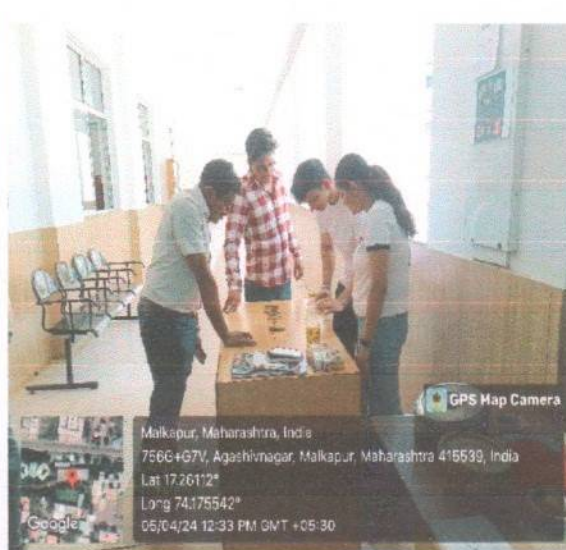 GPS Map Camera
Malkapur, Maharashtra, India
756G+G7V, Agashivnagar, Malkapur, Maharashtra 415539, India
Lat 17.26112°
Long 74.175542°
05/04/24 12:33 PM GMT +05:30
Google